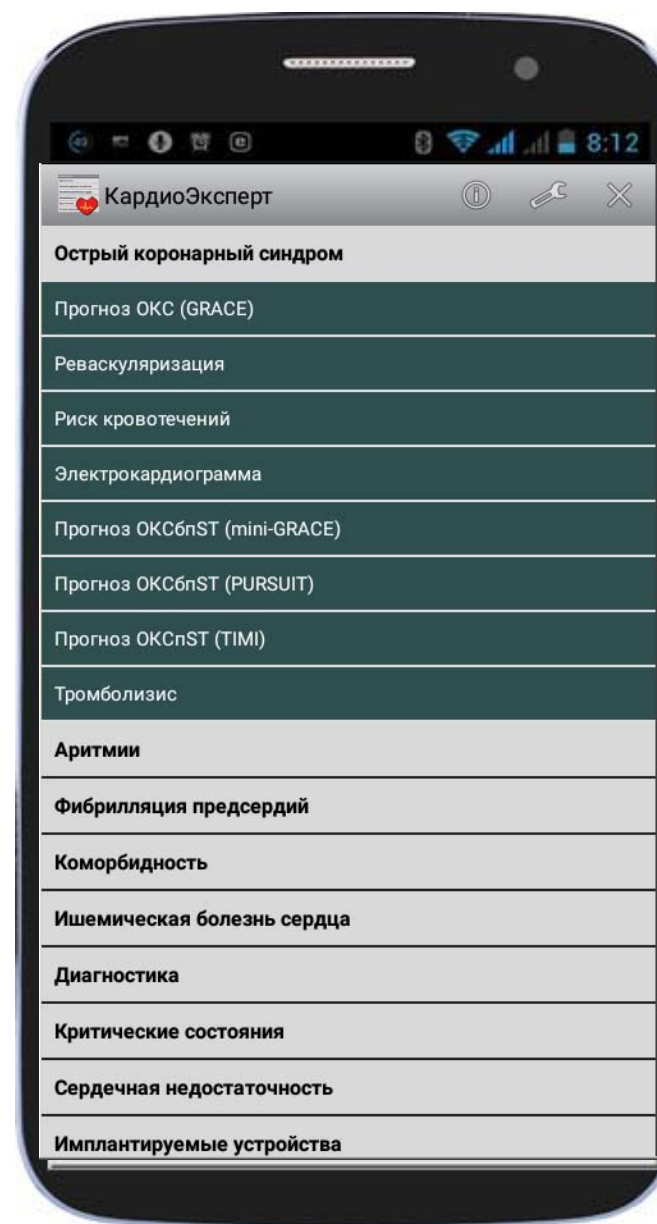 8:12
КардиоЭксперт
Острый коронарный синдром
Прогноз ОКС (GRACE)
Реваскуляризация
Риск кровотечений
Электрокардиограмма
Прогноз ОКСбпST (mini-GRACE)
Прогноз ОКСбпST (PURSUIT)
Прогноз ОКСпST (TIMI)
Тромболизис
Аритмии
Фибрилляция предсердий
Коморбидность
Ишемическая болезнь сердца
Диагностика
Критические состояния
Сердечная недостаточность
Имплантируемые устройства